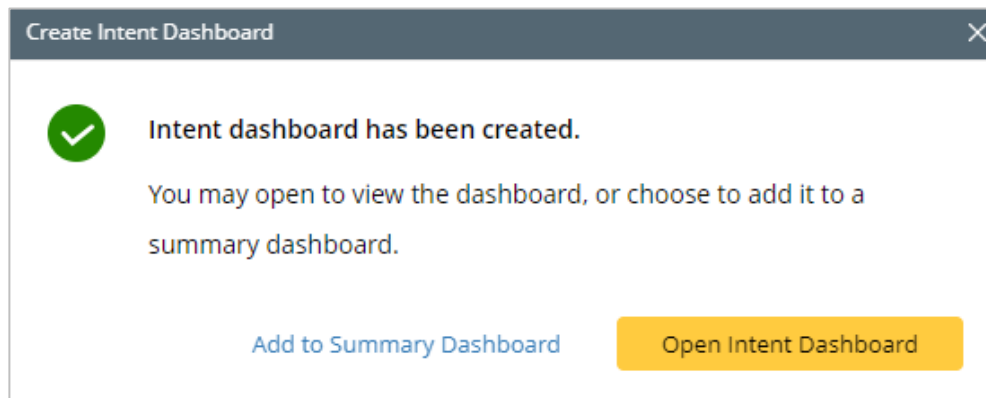 Create Intent Dashboard
Intent dashboard has been created.
You may open to view the dashboard, or choose to add it to a
summary dashboard.
Add to Summary Dashboard
Open Intent Dashboard